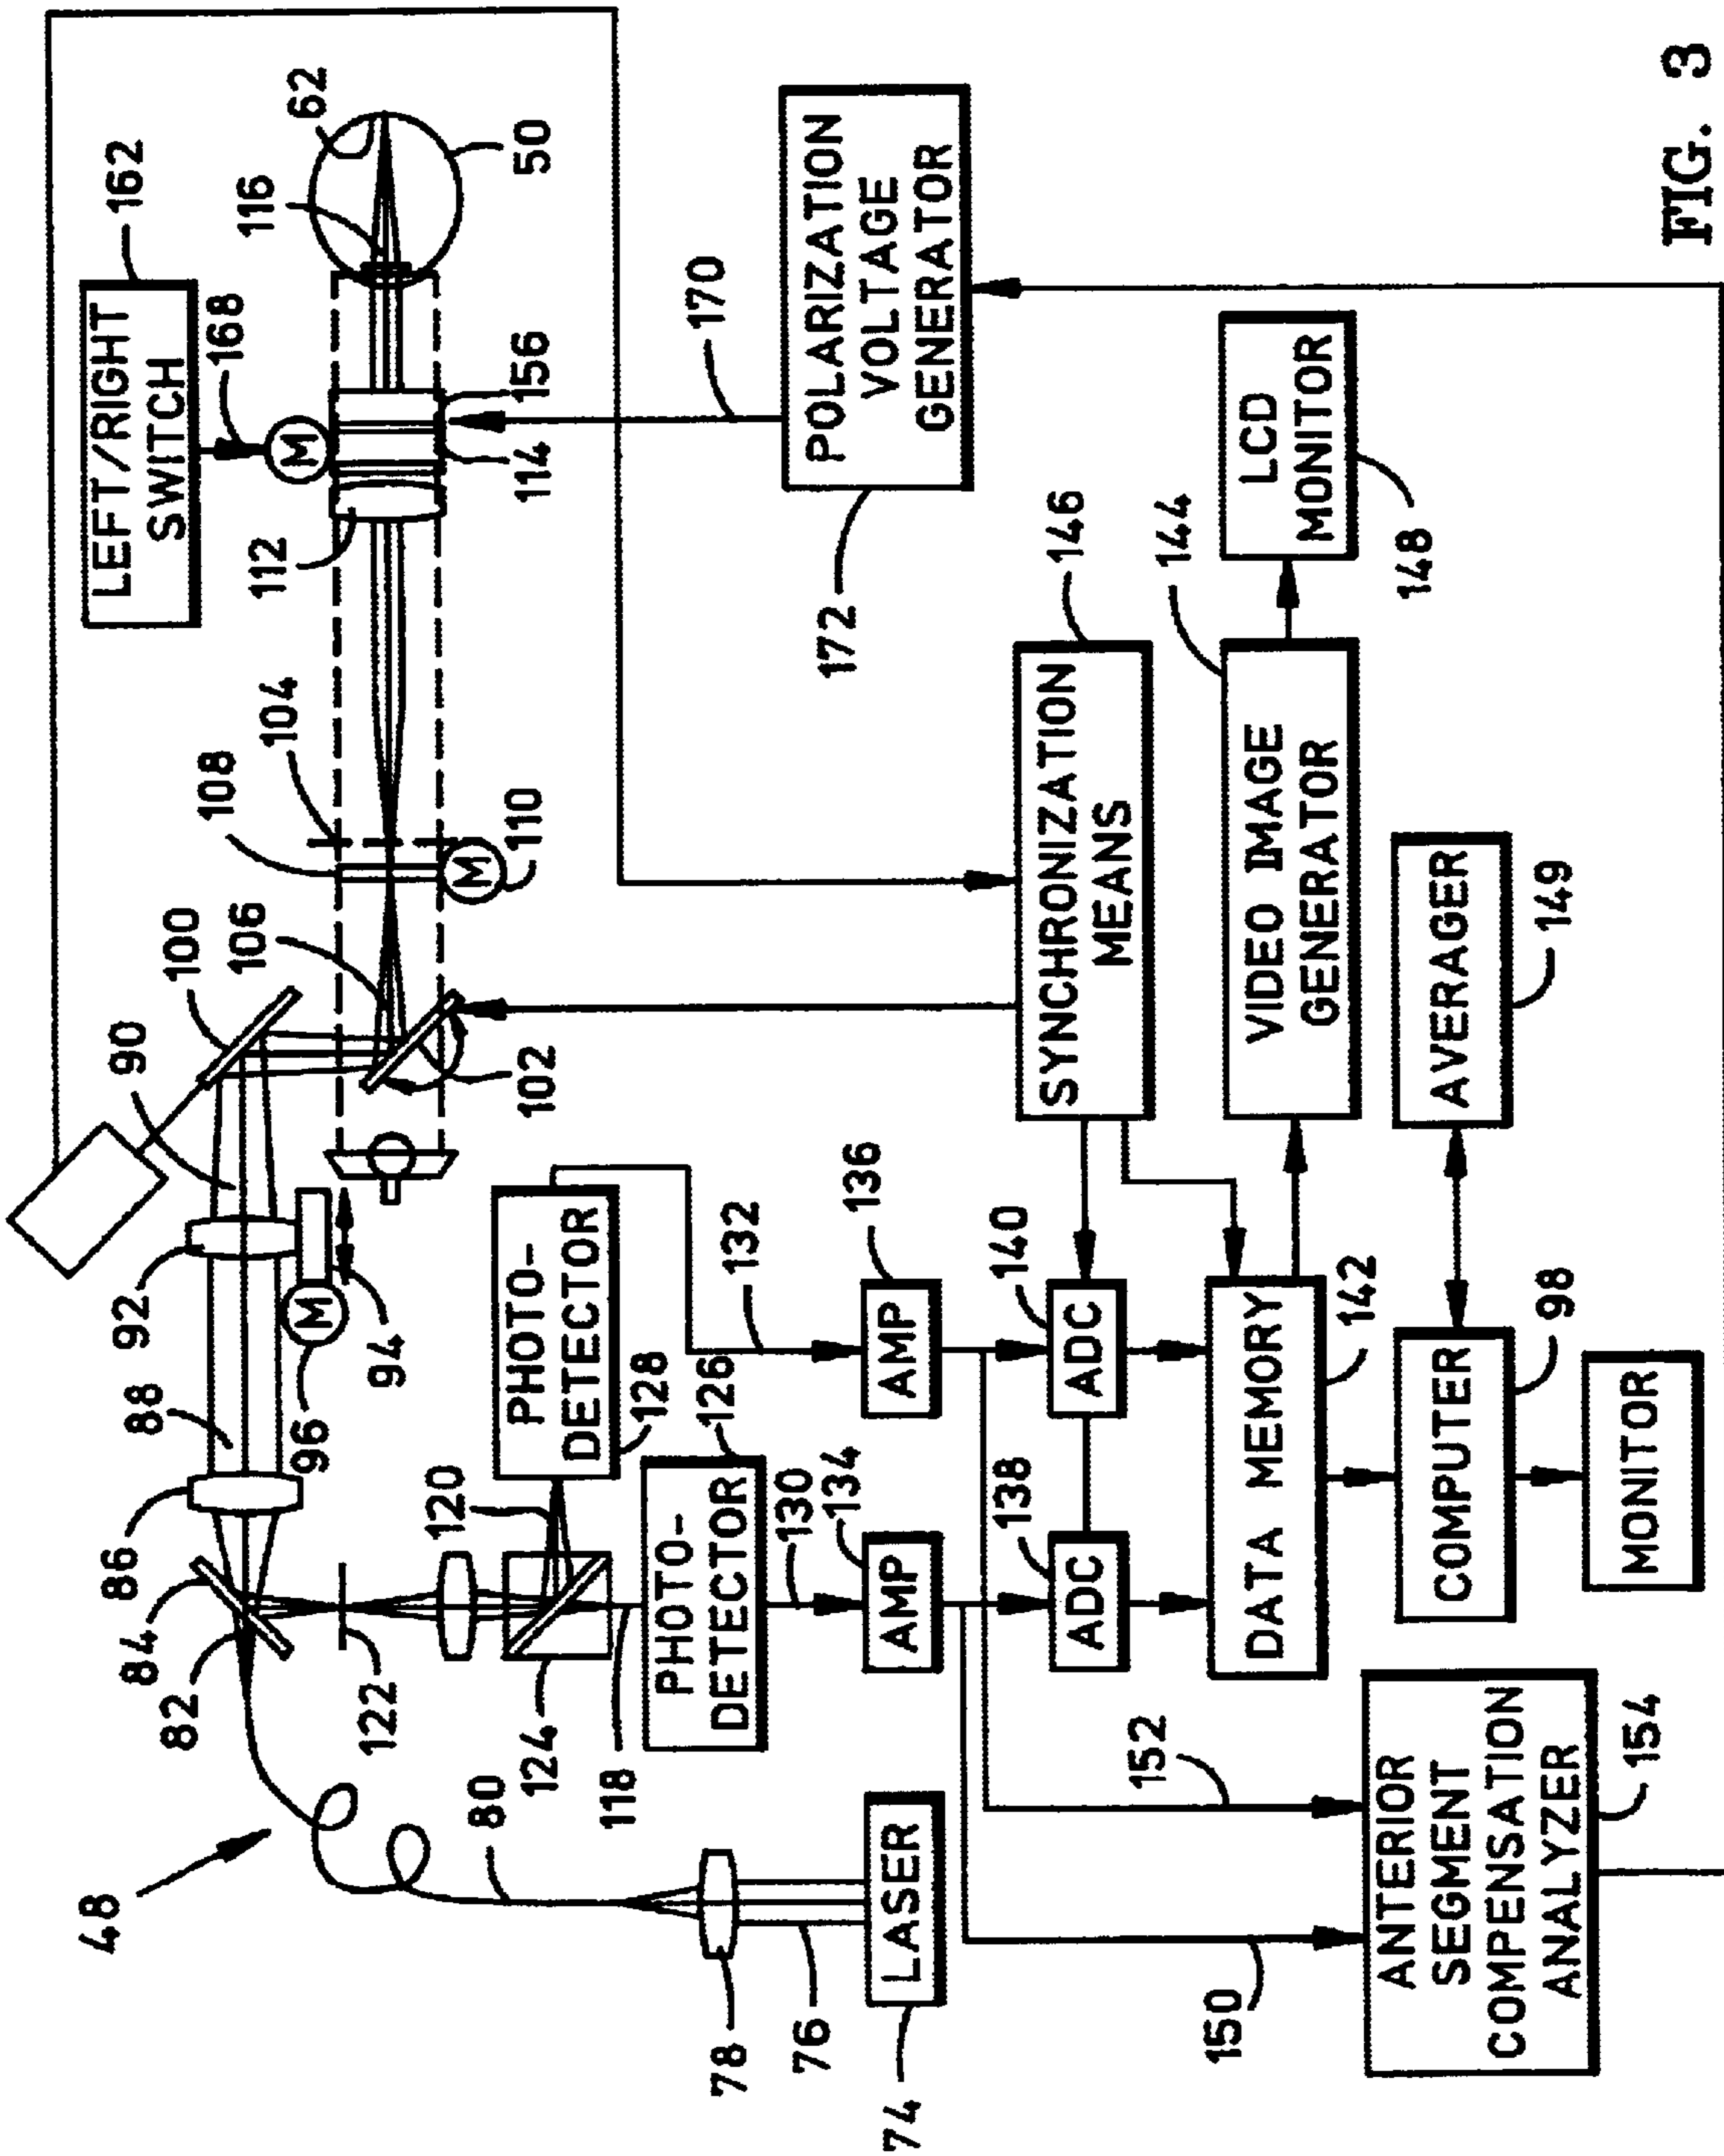 LEFT/RIGHT
SWITCH
162
168
M
116
62
50
112
114
156
170
POLARIZATION
VOLTAGE
GENERATOR
172
104
108
M
110
106
100
102
90
92
88
M
94
96
86
84
82
122
120
124
118
PHOTO-
DETECTOR
128
PHOTO-
DETECTOR
126
130
132
48
80
78
76
LASER
74
AMP
134
AMP
136
ADC
138
ADC
140
SYNCHRONIZATION
MEANS
146
VIDEO IMAGE
GENERATOR
144
LCD
MONITOR
148
DATA MEMORY
142
AVERAGER
149
COMPUTER
98
MONITOR
150
152
ANTERIOR
SEGMENT
COMPENSATION
ANALYZER
154
FIG. 3